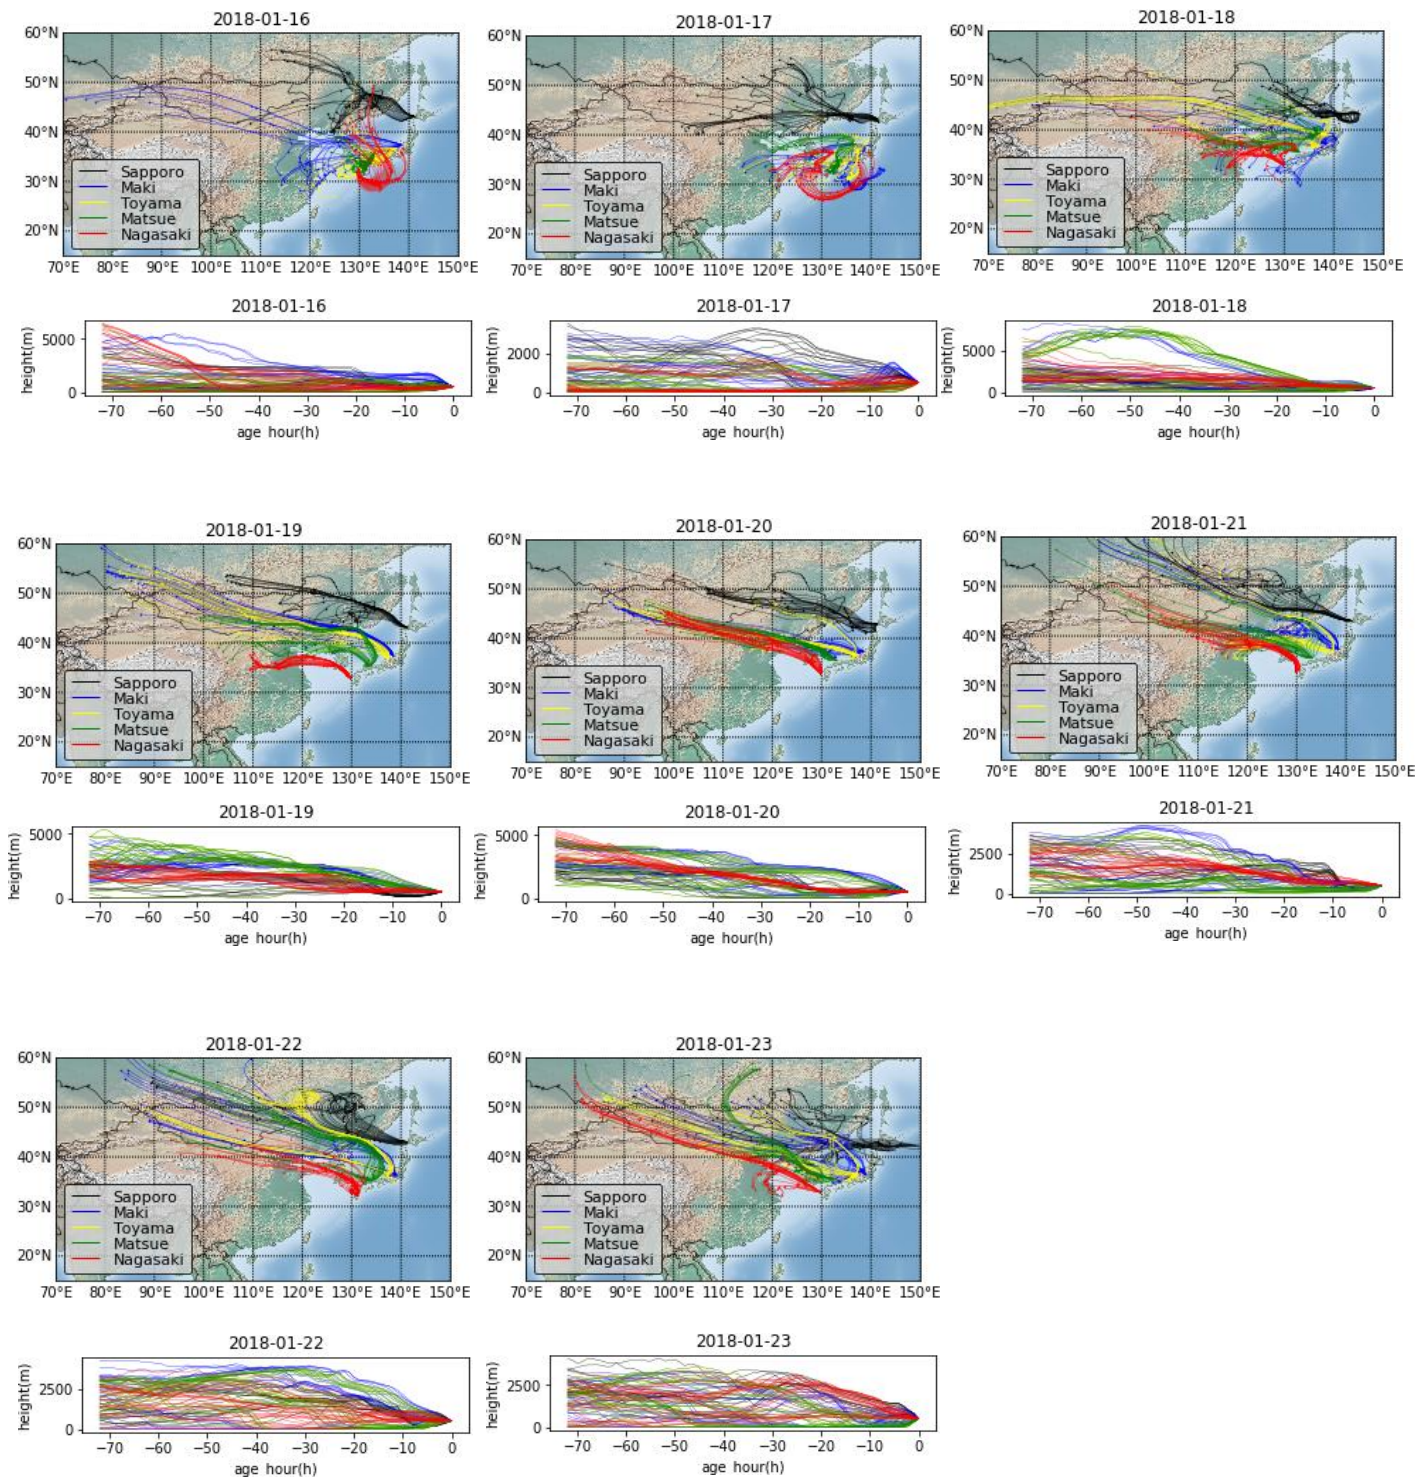 2018-01-16
60°N
50°N
40°N
30°N
20°N
Sapporo
Maki
Toyama
Matsue
Nagasaki
70°E 80°E 90°E 100°E 110°E 120°E 130°E 140°E 150°E
2018-01-16
height(m)
5000
0
−70 −60 −50 −40 −30 −20 −10 0
age hour(h)
2018-01-17
60°N
50°N
40°N
30°N
20°N
Sapporo
Maki
Toyama
Matsue
Nagasaki
70°E 80°E 90°E 100°E 110°E 120°E 130°E 140°E 150°E
2018-01-17
height(m)
2000
0
−70 −60 −50 −40 −30 −20 −10 0
age hour(h)
2018-01-18
60°N
50°N
40°N
30°N
20°N
Sapporo
Maki
Toyama
Matsue
Nagasaki
70°E 80°E 90°E 100°E 110°E 120°E 130°E 140°E 150°E
2018-01-18
height(m)
5000
0
−70 −60 −50 −40 −30 −20 −10 0
age hour(h)
2018-01-19
60°N
50°N
40°N
30°N
20°N
Sapporo
Maki
Toyama
Matsue
Nagasaki
70°E 80°E 90°E 100°E 110°E 120°E 130°E 140°E 150°E
2018-01-19
height(m)
5000
0
−70 −60 −50 −40 −30 −20 −10 0
age hour(h)
2018-01-20
60°N
50°N
40°N
30°N
20°N
Sapporo
Maki
Toyama
Matsue
Nagasaki
70°E 80°E 90°E 100°E 110°E 120°E 130°E 140°E 150°E
2018-01-20
height(m)
5000
0
−70 −60 −50 −40 −30 −20 −10 0
age hour(h)
2018-01-21
60°N
50°N
40°N
30°N
20°N
Sapporo
Maki
Toyama
Matsue
Nagasaki
70°E 80°E 90°E 100°E 110°E 120°E 130°E 140°E 150°E
2018-01-21
height(m)
2500
0
−70 −60 −50 −40 −30 −20 −10 0
age hour(h)
2018-01-22
60°N
50°N
40°N
30°N
20°N
Sapporo
Maki
Toyama
Matsue
Nagasaki
70°E 80°E 90°E 100°E 110°E 120°E 130°E 140°E 150°E
2018-01-22
height(m)
2500
0
−70 −60 −50 −40 −30 −20 −10 0
age hour(h)
2018-01-23
60°N
50°N
40°N
30°N
20°N
Sapporo
Maki
Toyama
Matsue
Nagasaki
70°E 80°E 90°E 100°E 110°E 120°E 130°E 140°E 150°E
2018-01-23
height(m)
2500
0
−70 −60 −50 −40 −30 −20 −10 0
age hour(h)